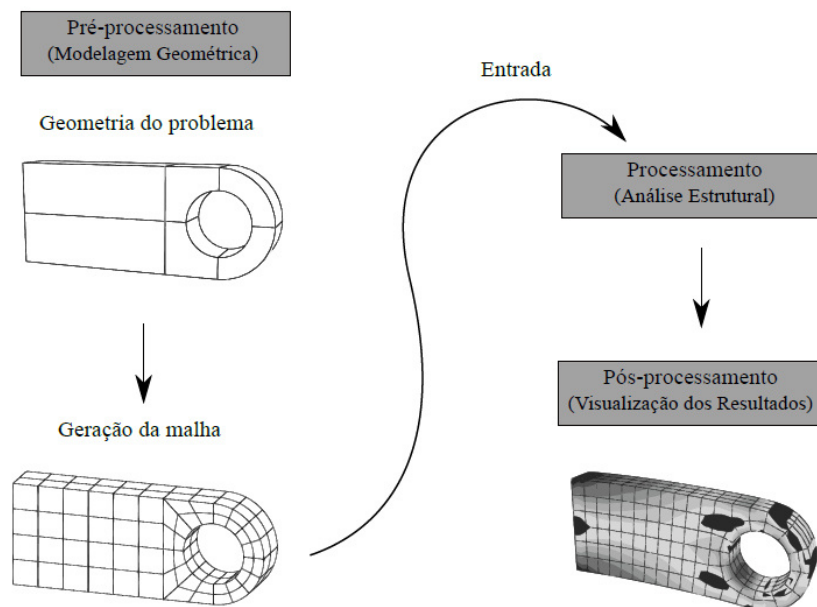 Pré-processamento
(Modelagem Geométrica)
Geometria do problema
Geração da malha
Entrada
Processamento
(Análise Estrutural)
Pós-processamento
(Visualização dos Resultados)